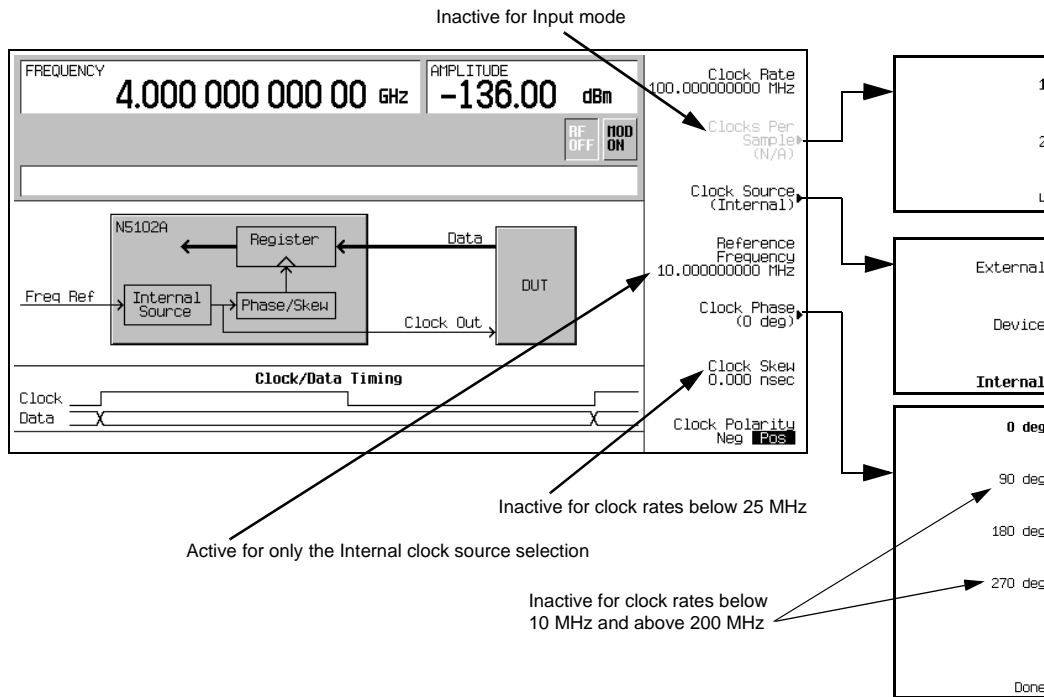 Inactive for Input mode
FREQUENCY
4.000 000 000 00 GHz
AMPLITUDE
-136.00 dBm
RF
OFF
MOD
ON
N5102A
Register
Data
DUT
Freq Ref
Internal
Source
Phase/Skew
Clock Out
Clock/Data Timing
Clock
Data
Clock Rate
100.000000000 MHz
Clocks Per
Sample
(N/A)
Clock Source
(Internal)
Reference
Frequency
10.000000000 MHz
Clock Phase
(0 deg)
Clock Skew
0.000 nsec
Clock Polarity
Neg Pos
1
2
External
Device
Internal
0 deg
90 deg
180 deg
270 deg
Done
Inactive for clock rates below 25 MHz
Active for only the Internal clock source selection
Inactive for clock rates below
10 MHz and above 200 MHz